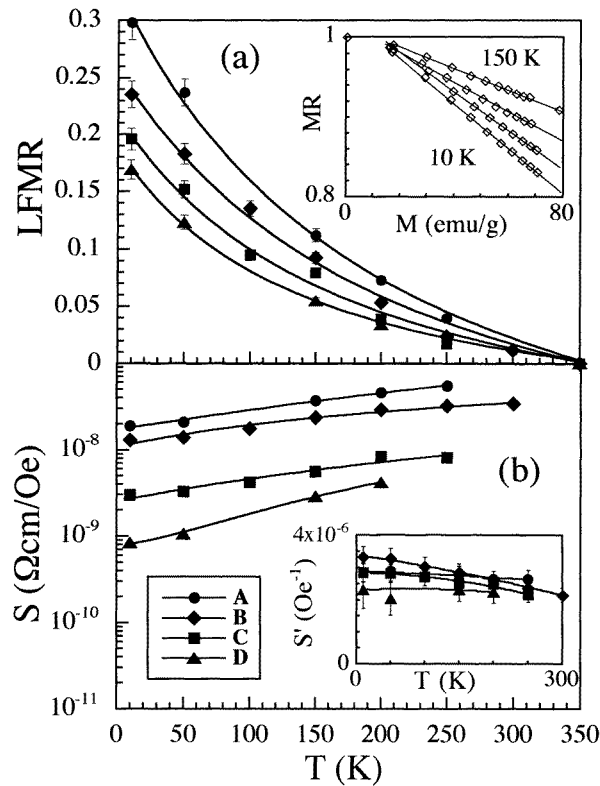 0.3
0.25
0.2
0.15
0.1
0.05
0
LFMR
(a)
1
0.8
MR
150 K
10 K
0
80
M (emu/g)
10⁻⁸
10⁻⁹
10⁻¹⁰
10⁻¹¹
S (Ωcm/Oe)
(b)
A
B
C
D
4x10⁻⁶
0
S' (Oe⁻¹)
0
T (K)
300
0
50
100
150
200
250
300
350
T (K)